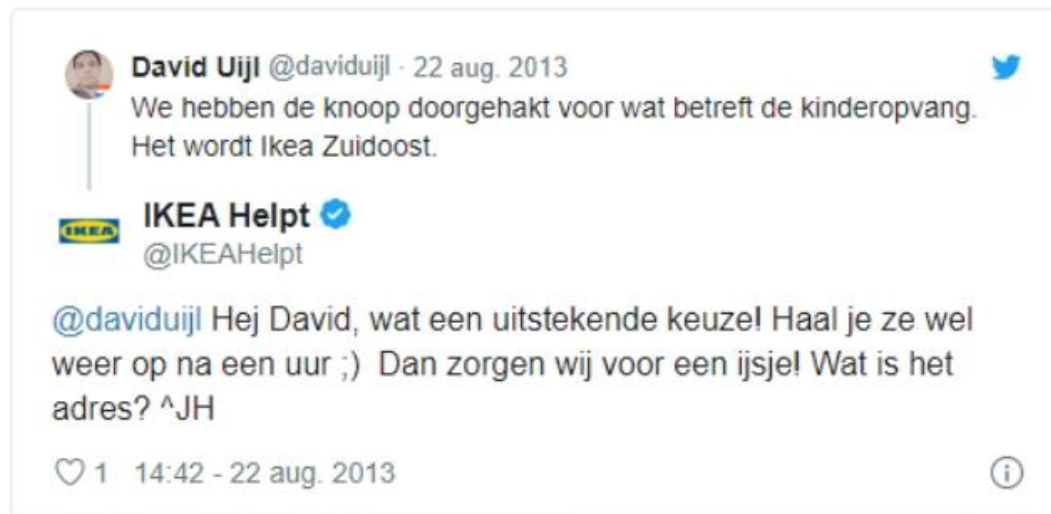 David Uijl @daviduijl · 22 aug. 2013
We hebben de knoop doorgehakt voor wat betreft de kinderopvang.
Het wordt Ikea Zuidoost.
IKEA
IKEA Helpt
@IKEAHelpt
@daviduijl Hej David, wat een uitstekende keuze! Haal je ze wel
weer op na een uur ;) Dan zorgen wij voor een ijsje! Wat is het
adres? ^JH
1 14:42 - 22 aug. 2013